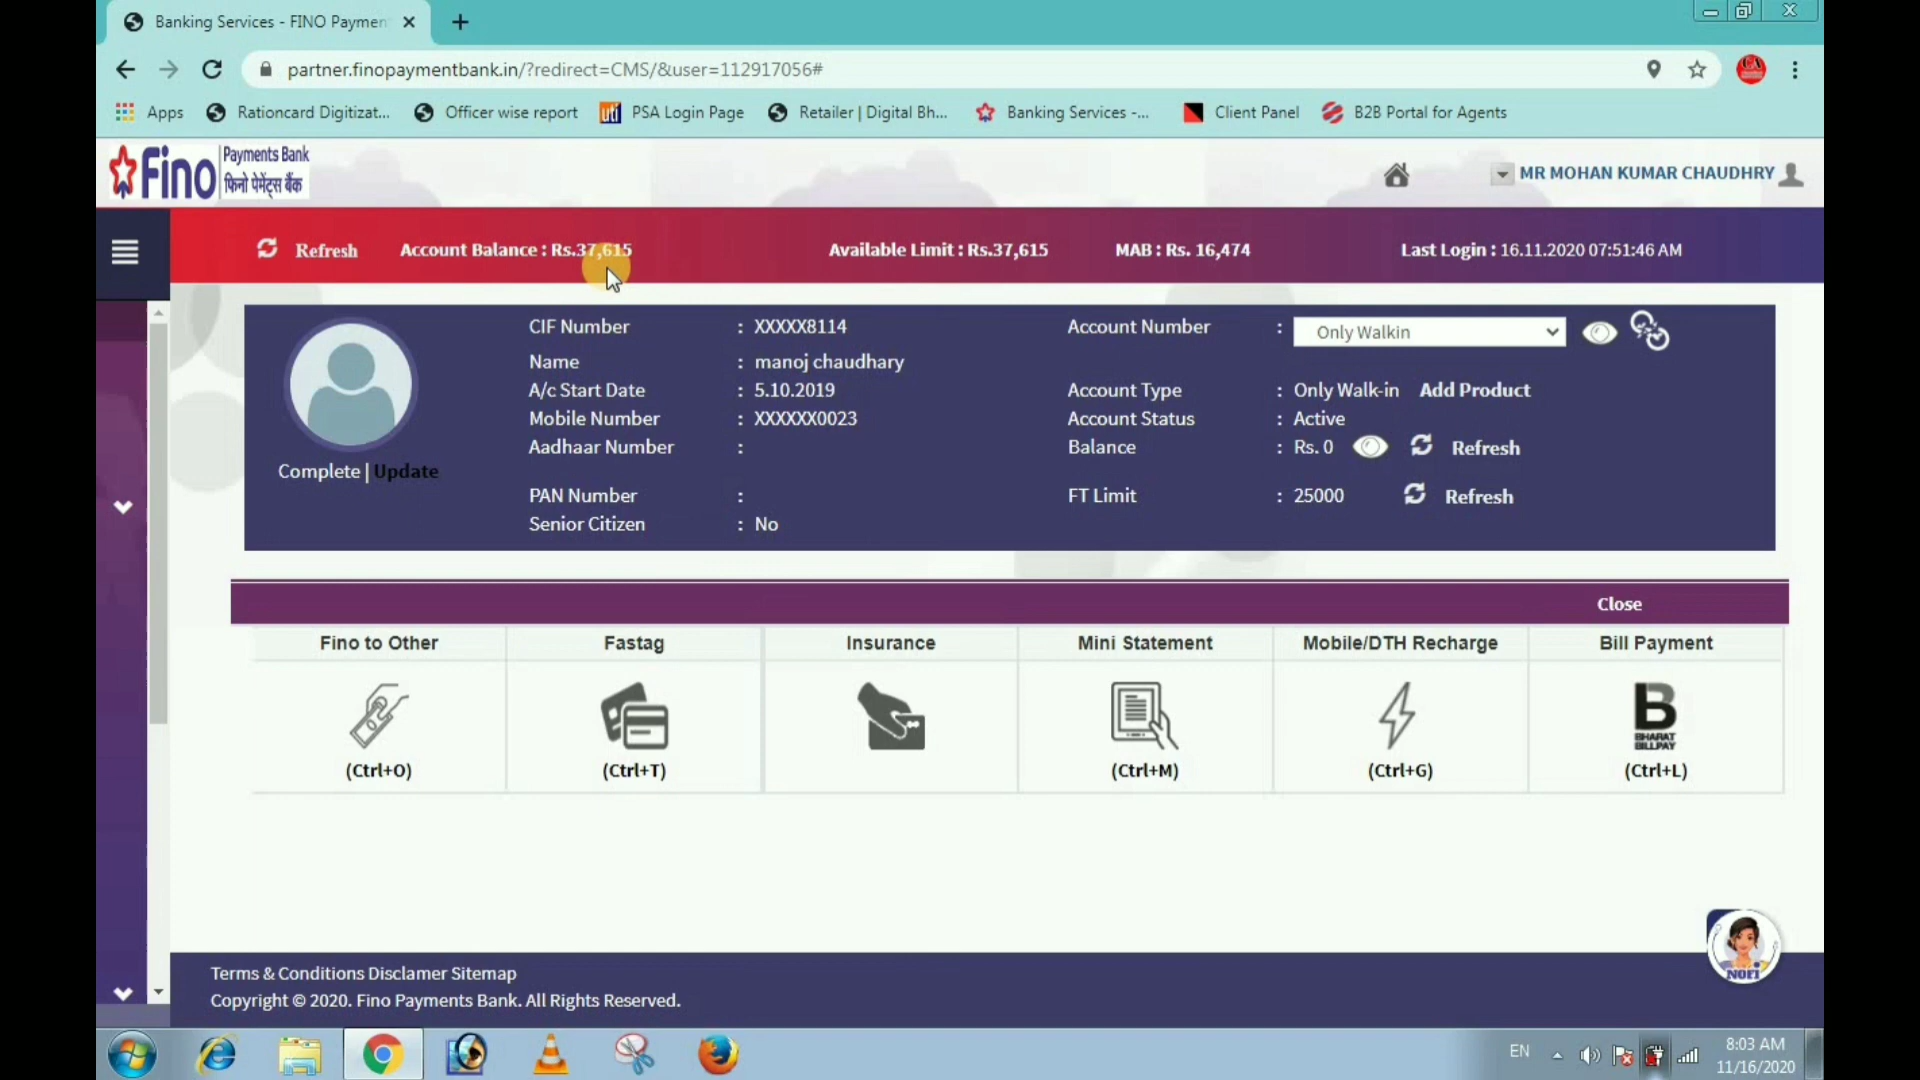 Banking Services - FINO Paymen
partner.finopaymentbank.in/?redirect=CMS/&user=112917056#
Apps Rationcard Digitizat... Officer wise report uti PSA Login Page Retailer | Digital Bh... Banking Services -... Client Panel B2B Portal for Agents
Fino Payments Bank
फिनो पेमेंट्स बैंक
MR MOHAN KUMAR CHAUDHRY
Refresh Account Balance : Rs.37,615 Available Limit : Rs.37,615 MAB : Rs. 16,474 Last Login : 16.11.2020 07:51:46 AM
CIF Number : XXXXX8114 Account Number : Only Walkin
Name : manoj chaudhary
A/c Start Date : 5.10.2019 Account Type : Only Walk-in Add Product
Mobile Number : XXXXXX0023 Account Status : Active
Aadhaar Number : Balance : Rs. 0 Refresh
Complete | Update
PAN Number : FT Limit : 25000 Refresh
Senior Citizen : No
Close
Fino to Other Fastag Insurance Mini Statement Mobile/DTH Recharge Bill Payment
B
BHARAT
BILLPAY
(Ctrl+O) (Ctrl+T) (Ctrl+M) (Ctrl+G) (Ctrl+L)
NOFI
Terms & Conditions Disclamer Sitemap
Copyright © 2020. Fino Payments Bank. All Rights Reserved.
EN 8:03 AM
11/16/2020